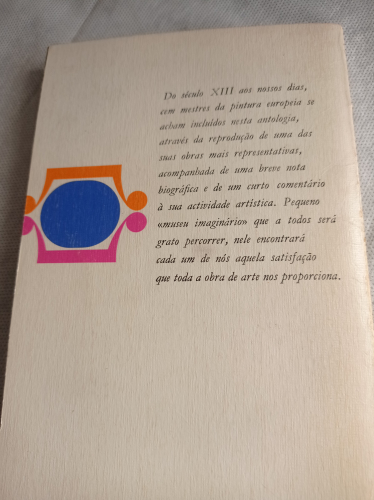 Do século XIII aos nossos dias,
cem mestres da pintura europeia se
acham incluídos nesta antologia,
através da reprodução de uma das
suas obras mais representativas,
acompanhada de uma breve nota
biográfica e de um curto comentário
à sua actividade artística. Pequeno
«museu imaginário» que a todos será
grato percorrer, nele encontrará
cada um de nós aquela satisfação
que toda a obra de arte nos proporciona.